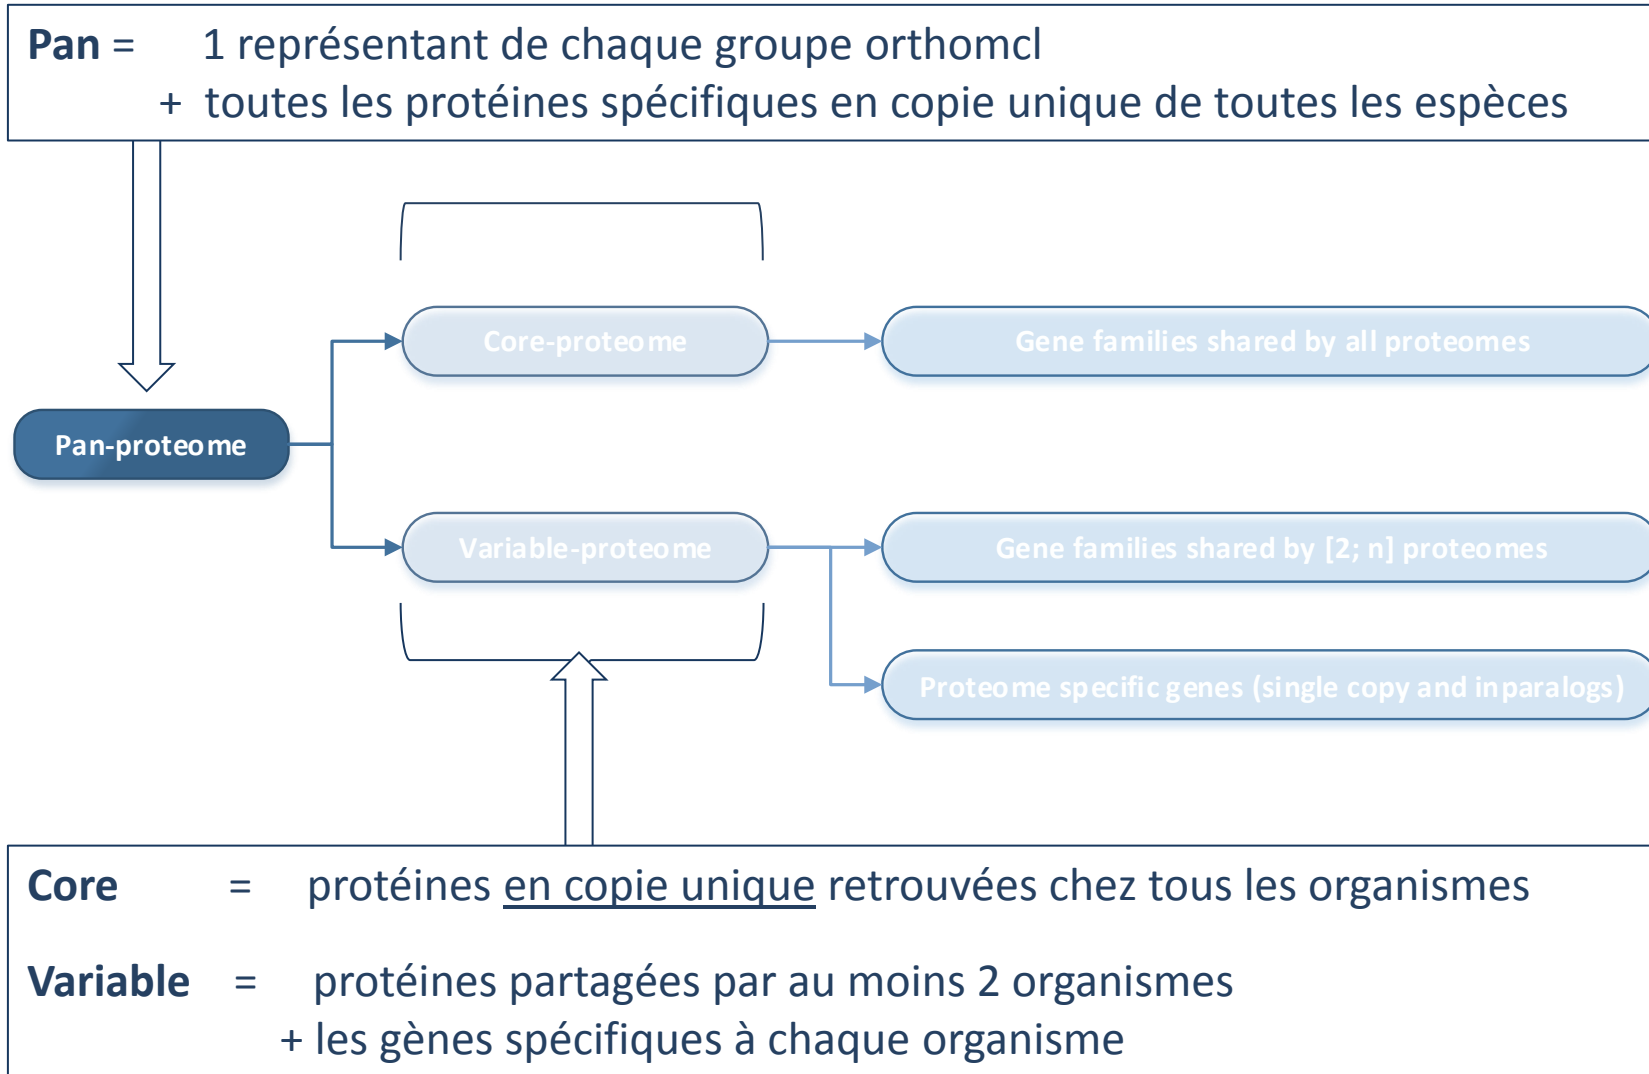 Pan = 1 représentant de chaque groupe orthomcl
+ toutes les protéines spécifiques en copie unique de toutes les espèces
Core-proteome
Gene families shared by all proteomes
Pan-proteome
Variable-proteome
Gene families shared by [2; n] proteomes
Proteome specific genes (single copy and inparalogs)
Core = protéines en copie unique retrouvées chez tous les organismes
Variable = protéines partagées par au moins 2 organismes
+ les gènes spécifiques à chaque organisme